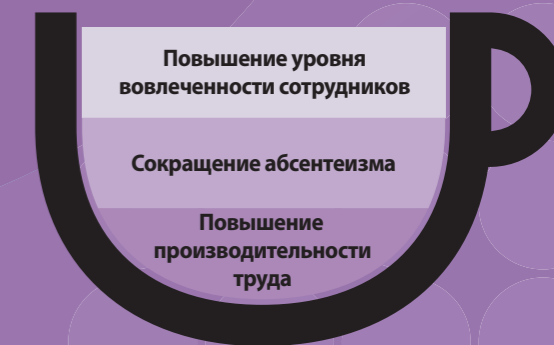 Повышение уровня
вовлеченности сотрудников
Сокращение абсентеизма
Повышение
производительности
труда